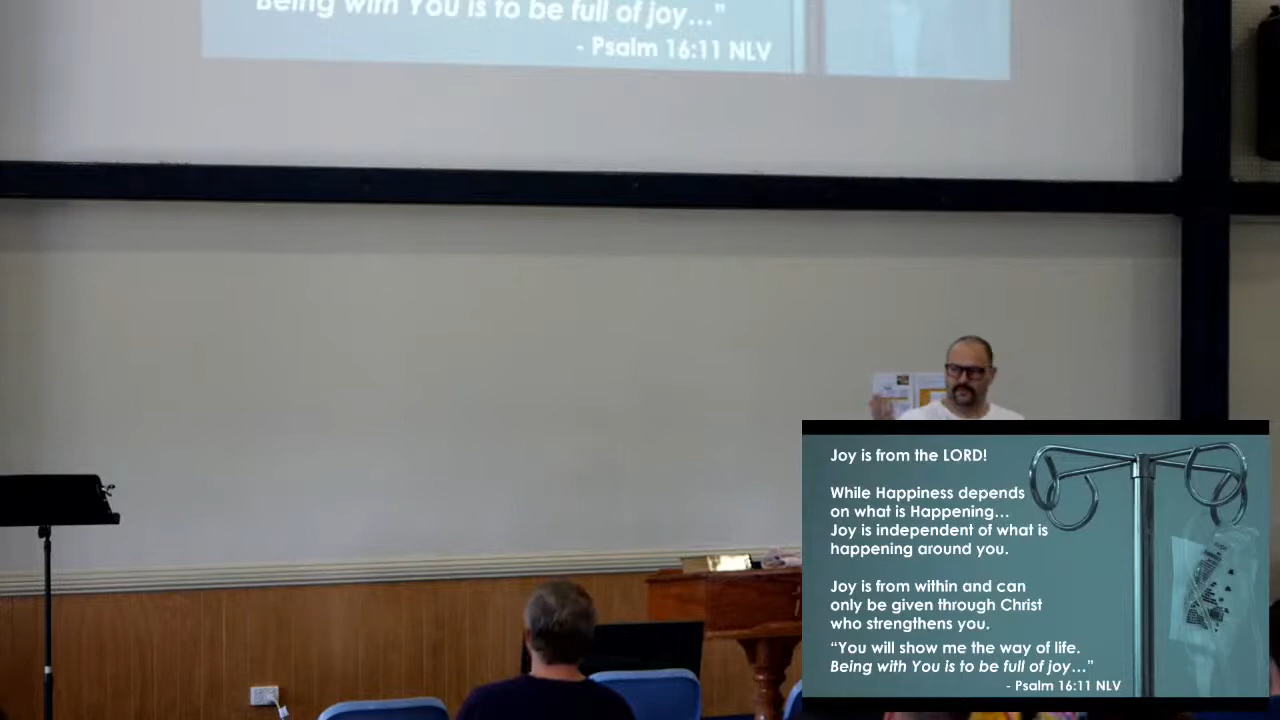 Being with You is to be full of joy…”
- Psalm 16:11 NLV
Joy is from the LORD!
While Happiness depends
on what is Happening…
Joy is independent of what is
happening around you.
Joy is from within and can
only be given through Christ
who strengthens you.
“You will show me the way of life.
Being with You is to be full of joy…”
- Psalm 16:11 NLV